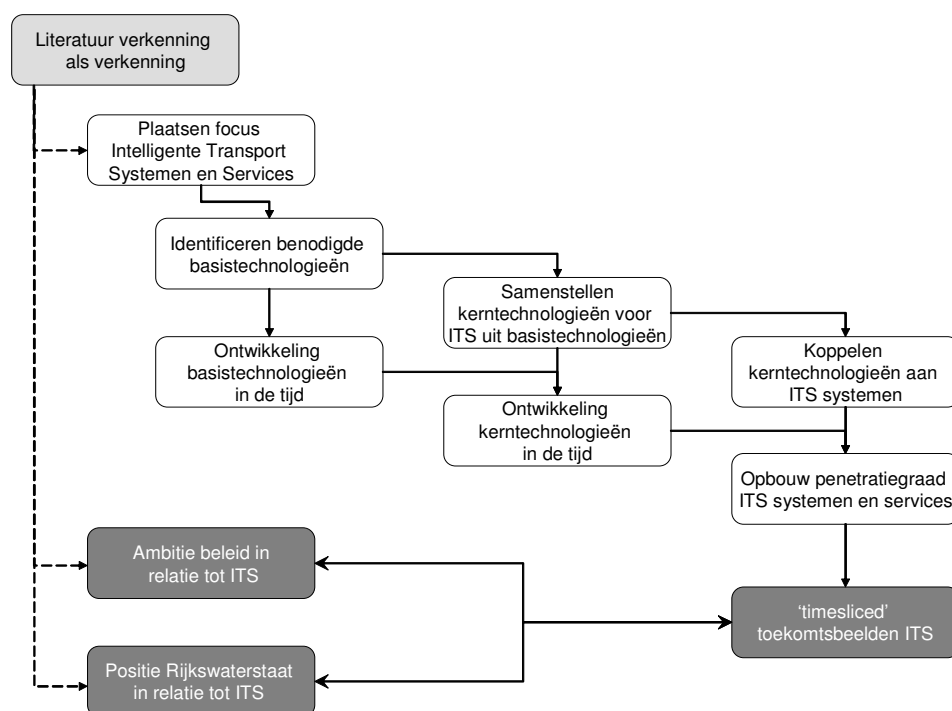 Literatuur verkenning
als verkenning
Plaatsen focus
Intelligente Transport
Systemen en Services
Identificeren benodigde
basistechnologieën
Samenstellen
kerntechnologieën voor
ITS uit basistechnologieën
Ontwikkeling
basistechnologieën
in de tijd
Koppelen
kerntechnologieën aan
ITS systemen
Ontwikkeling
kerntechnologieën
in de tijd
Opbouw penetratiegraad
ITS systemen en services
Ambitie beleid in
relatie tot ITS
‘timesliced’
toekomtsbeelden ITS
Positie Rijkswaterstaat
in relatie tot ITS